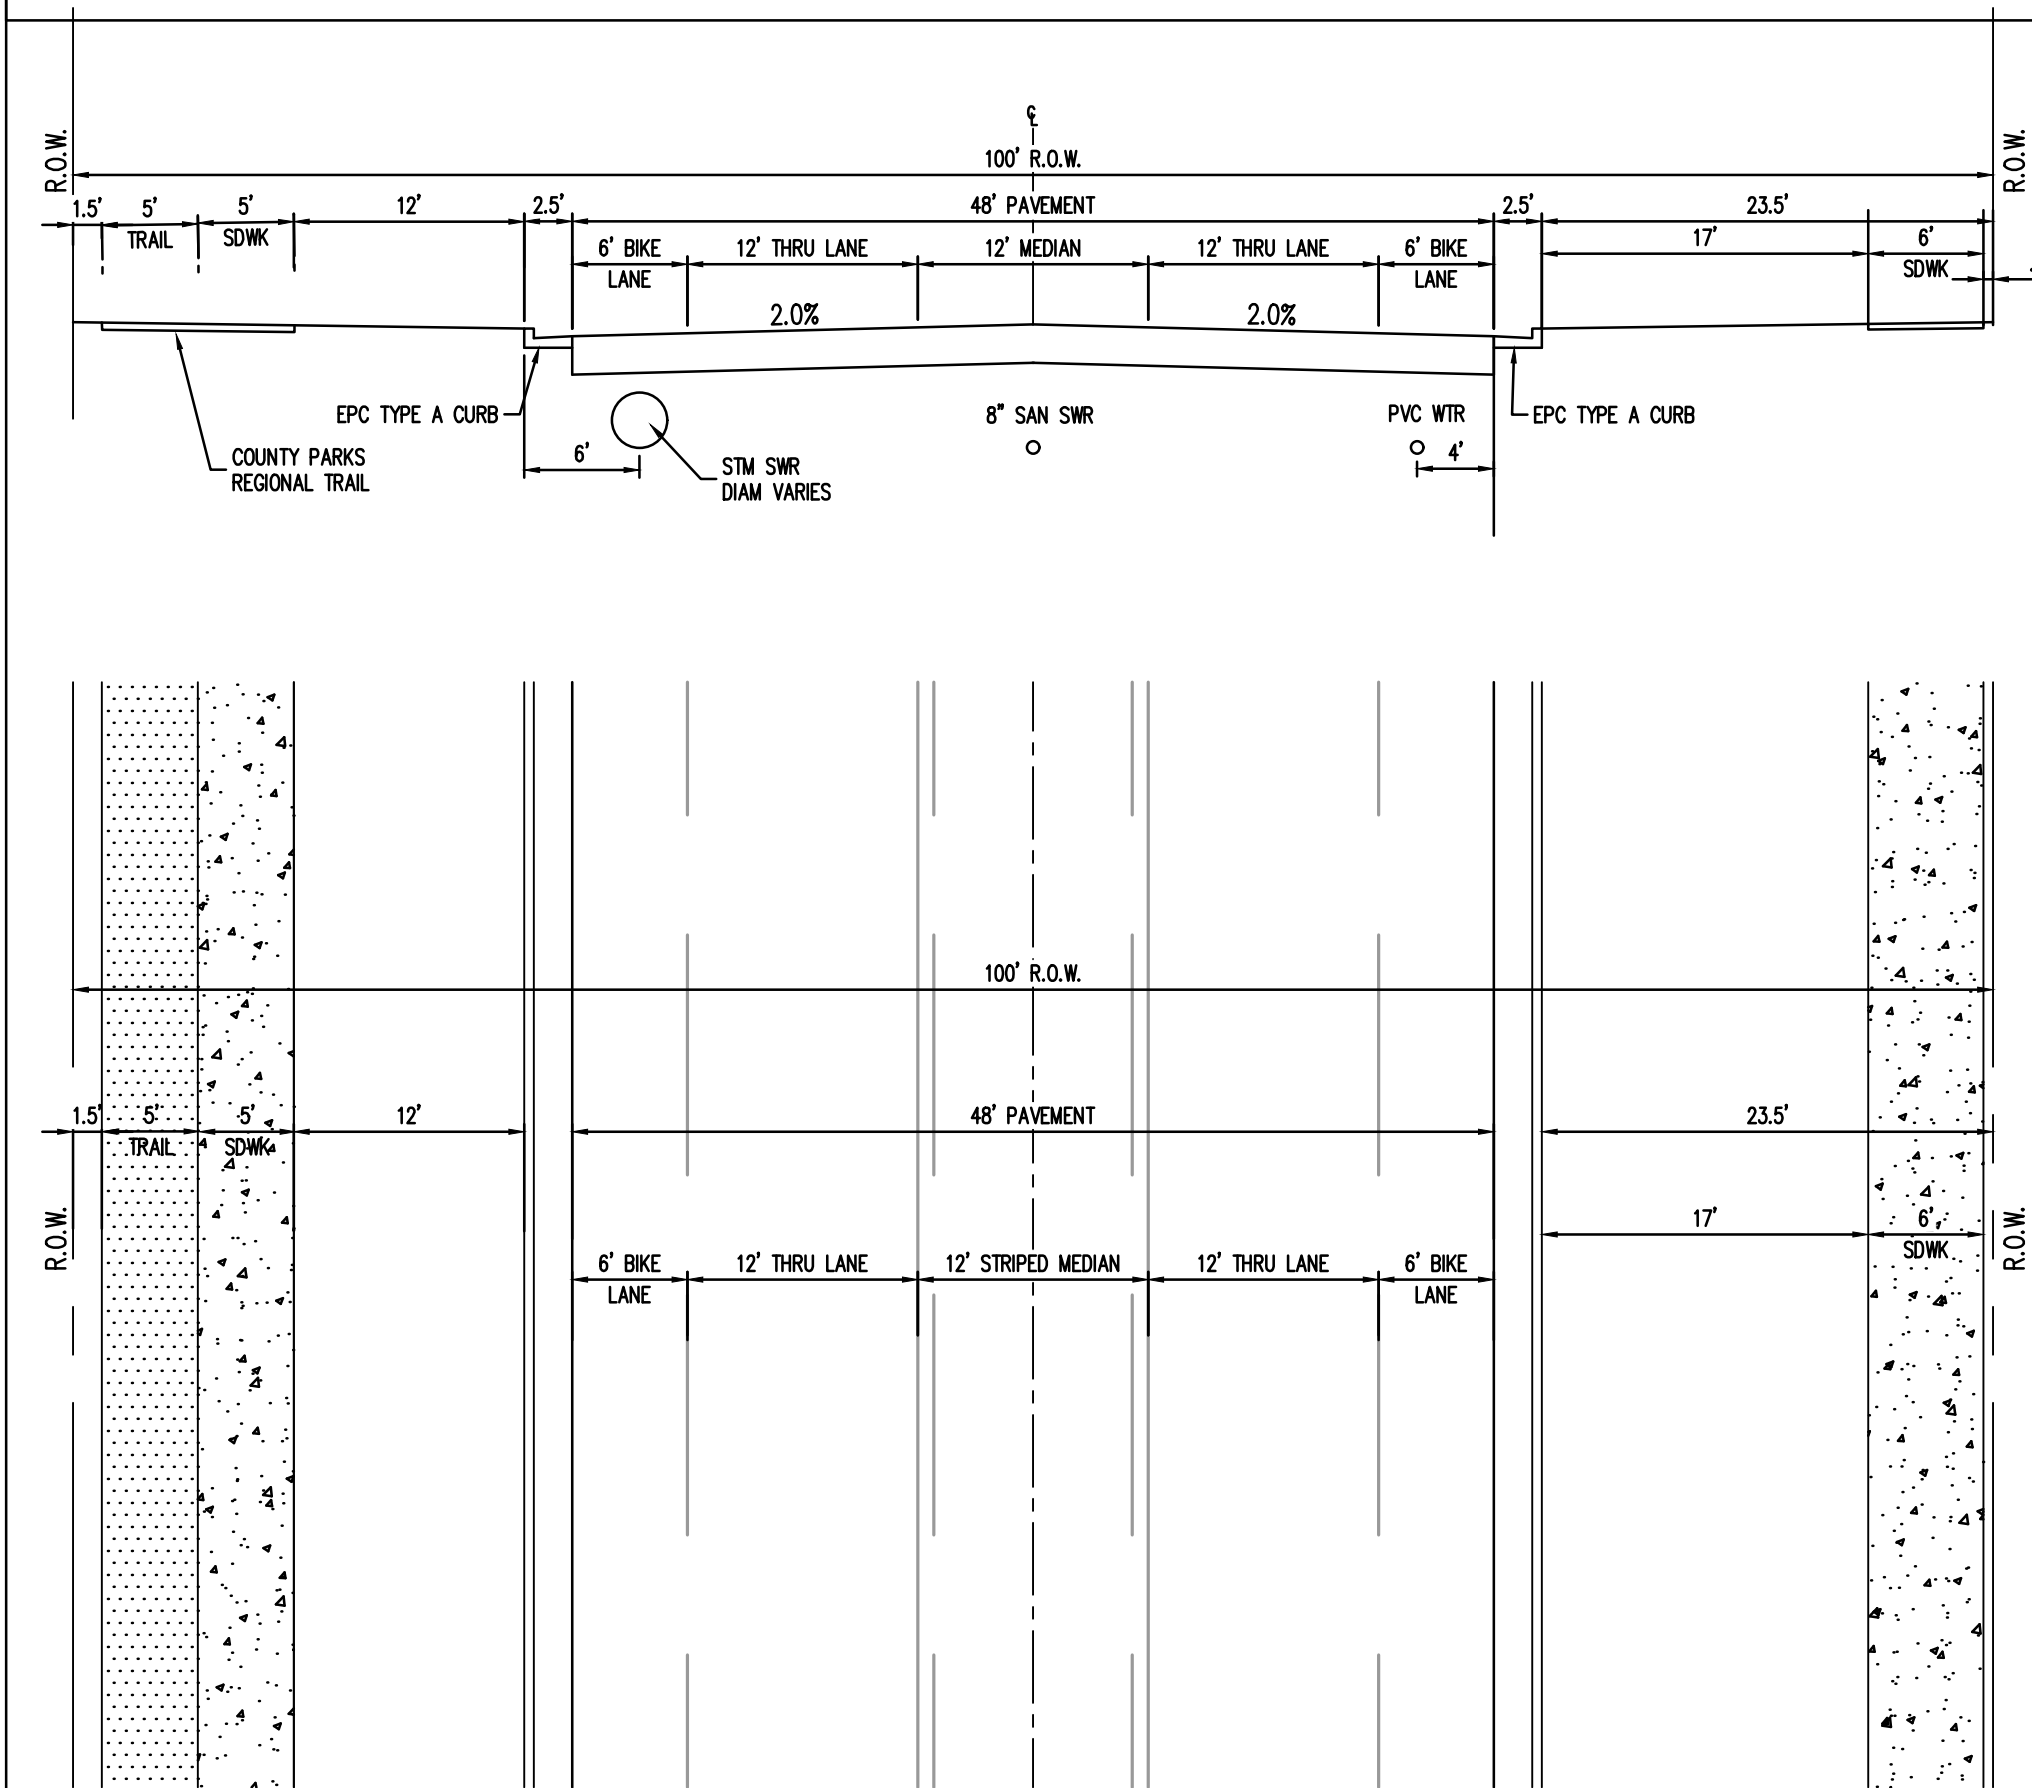 ℄
R.O.W.
R.O.W.
100' R.O.W.
1.5'
5'
TRAIL
5'
SDWK
12'
2.5'
48' PAVEMENT
2.5'
23.5'
6' BIKE
LANE
12' THRU LANE
12' MEDIAN
12' THRU LANE
6' BIKE
LANE
17'
6'
SDWK
2.0%
2.0%
EPC TYPE A CURB
8" SAN SWR
PVC WTR
EPC TYPE A CURB
COUNTY PARKS
REGIONAL TRAIL
6'
STM SWR
DIAM VARIES
4'
100' R.O.W.
1.5'
5'
TRAIL
5'
SDWK
12'
48' PAVEMENT
23.5'
R.O.W.
17'
6'
SDWK
R.O.W.
6' BIKE
LANE
12' THRU LANE
12' STRIPED MEDIAN
12' THRU LANE
6' BIKE
LANE